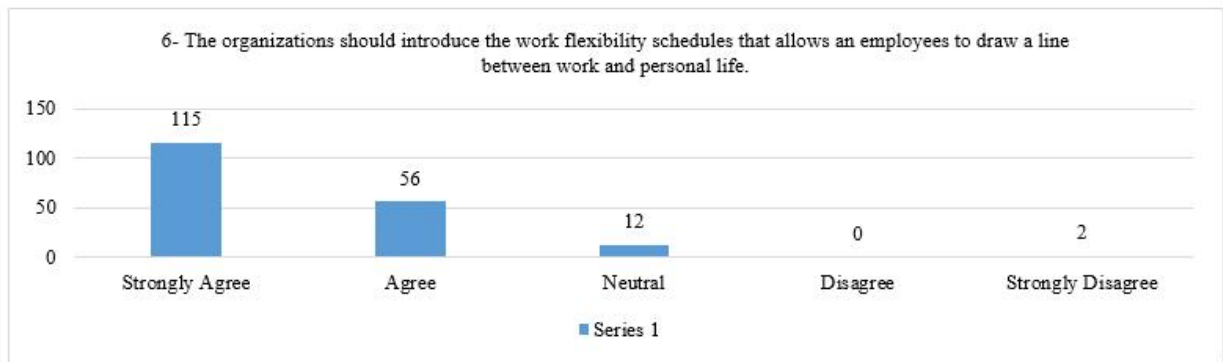 6- The organizations should introduce the work flexibility schedules that allows an employees to draw a line
between work and personal life.
150
115
100
56
50
12
0
2
0
Strongly Agree
Agree
Neutral
Disagree
Strongly Disagree
Series 1